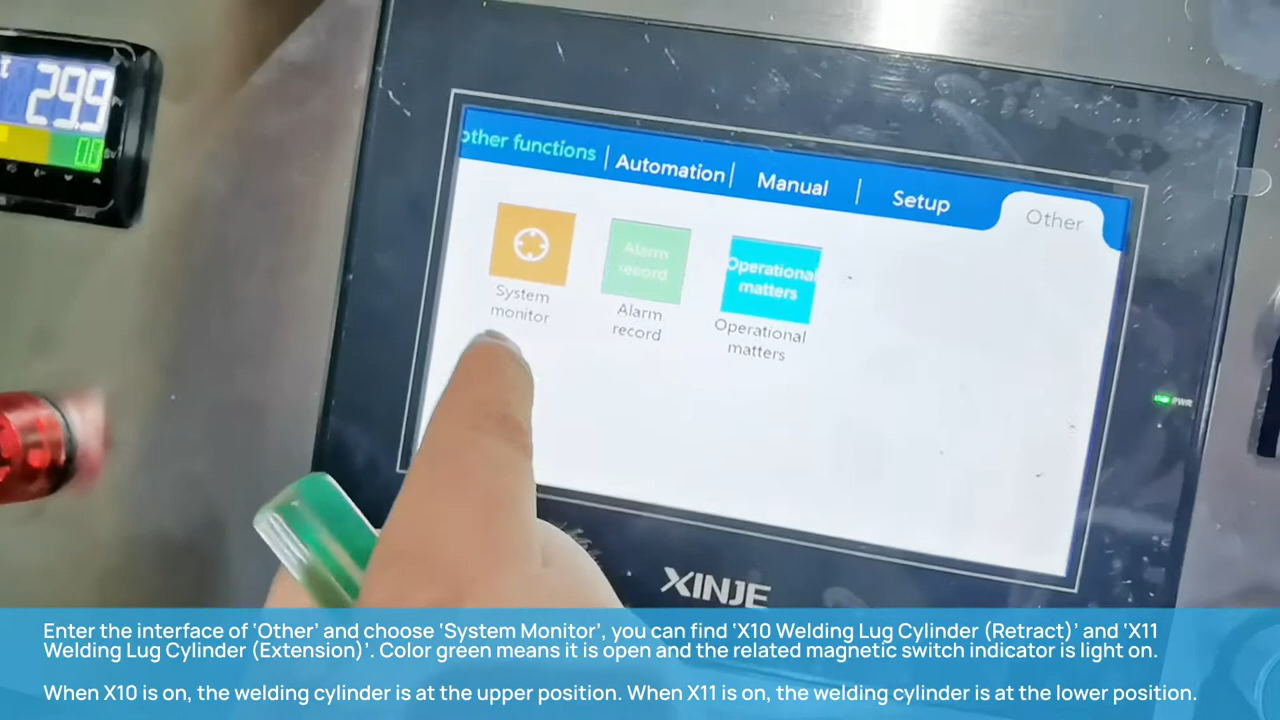 29.9
0.0
other functions
Automation
Manual
Setup
Other
System
monitor
Alarm
record
Alarm
record
Operational
matters
Operational
matters
PWR
XINJE
Enter the interface of ‘Other’ and choose ‘System Monitor’, you can find ‘X10 Welding Lug Cylinder (Retract)’ and ‘X11
Welding Lug Cylinder (Extension)’. Color green means it is open and the related magnetic switch indicator is light on.
When X10 is on, the welding cylinder is at the upper position. When X11 is on, the welding cylinder is at the lower position.